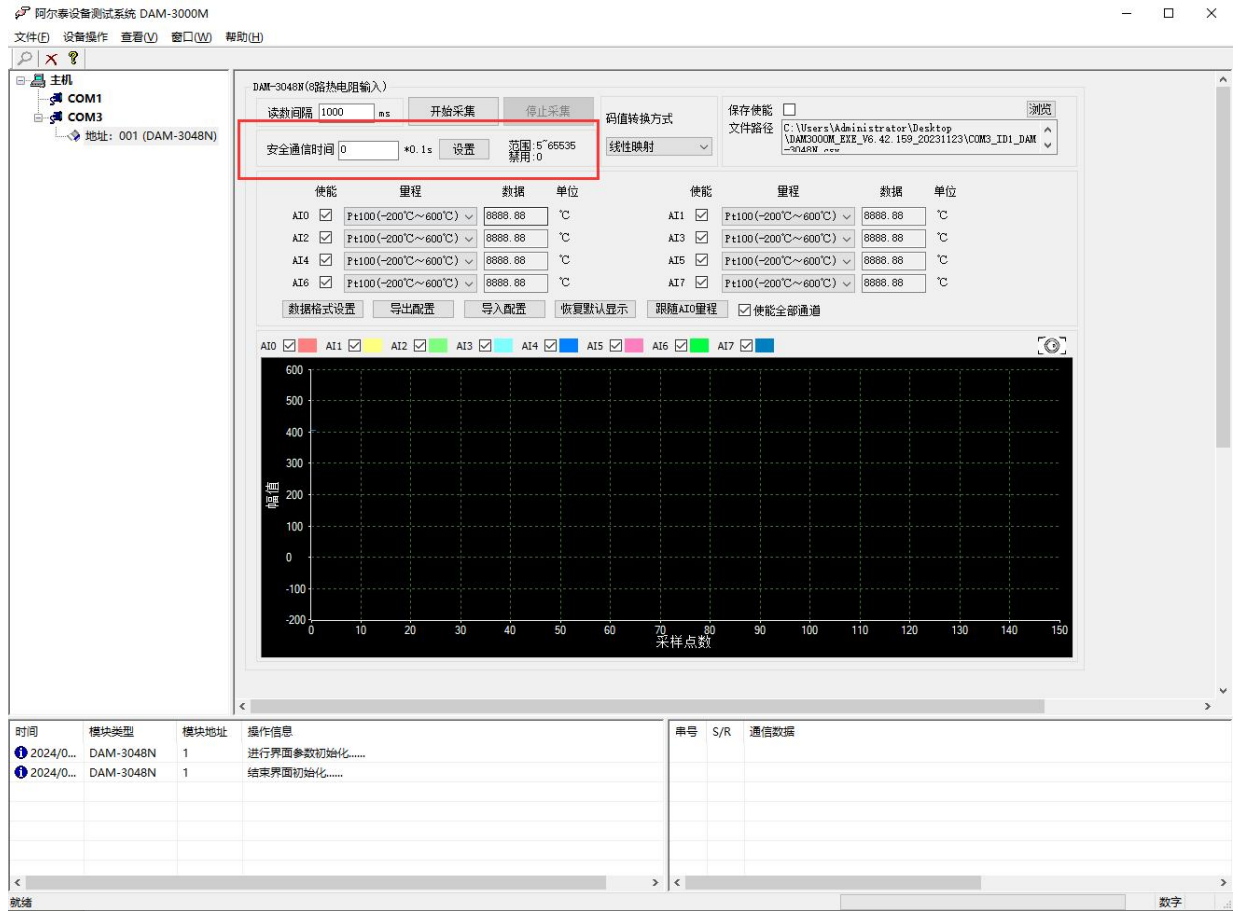 阿尔泰设备测试系统 DAM-3000M
文件(F) 设备操作 查看(V) 窗口(W) 帮助(H)
主机
COM1
COM3
地址：001 (DAM-3048N)
DAM-3048N(8路热电阻输入)
读数间隔 1000 ms 开始采集 停止采集
安全通信时间 0 *0.1s 设置 范围:5~65535
禁用:0
码值转换方式
线性映射
保存使能 浏览
文件路径 C:\Users\Administrator\Desktop
\DAM3000M_EXE_V6.42.159_20231123\COM3_ID1_DAM
-3048N.csv
使能 量程 数据 单位 使能 量程 数据 单位
AI0 Pt100(-200℃～600℃) 8888.88 ℃ AI1 Pt100(-200℃～600℃) 8888.88 ℃
AI2 Pt100(-200℃～600℃) 8888.88 ℃ AI3 Pt100(-200℃～600℃) 8888.88 ℃
AI4 Pt100(-200℃～600℃) 8888.88 ℃ AI5 Pt100(-200℃～600℃) 8888.88 ℃
AI6 Pt100(-200℃～600℃) 8888.88 ℃ AI7 Pt100(-200℃～600℃) 8888.88 ℃
数据格式设置 导出配置 导入配置 恢复默认显示 跟随AI0量程 使能全部通道
AI0 AI1 AI2 AI3 AI4 AI5 AI6 AI7
600
500
400
300
200
100
0
-100
-200
幅值
0 10 20 30 40 50 60 70 80 90 100 110 120 130 140 150
采样点数
时间 模块类型 模块地址 操作信息
2024/0... DAM-3048N 1 进行界面参数初始化......
2024/0... DAM-3048N 1 结束界面初始化......
串号 S/R 通信数据
就绪 数字